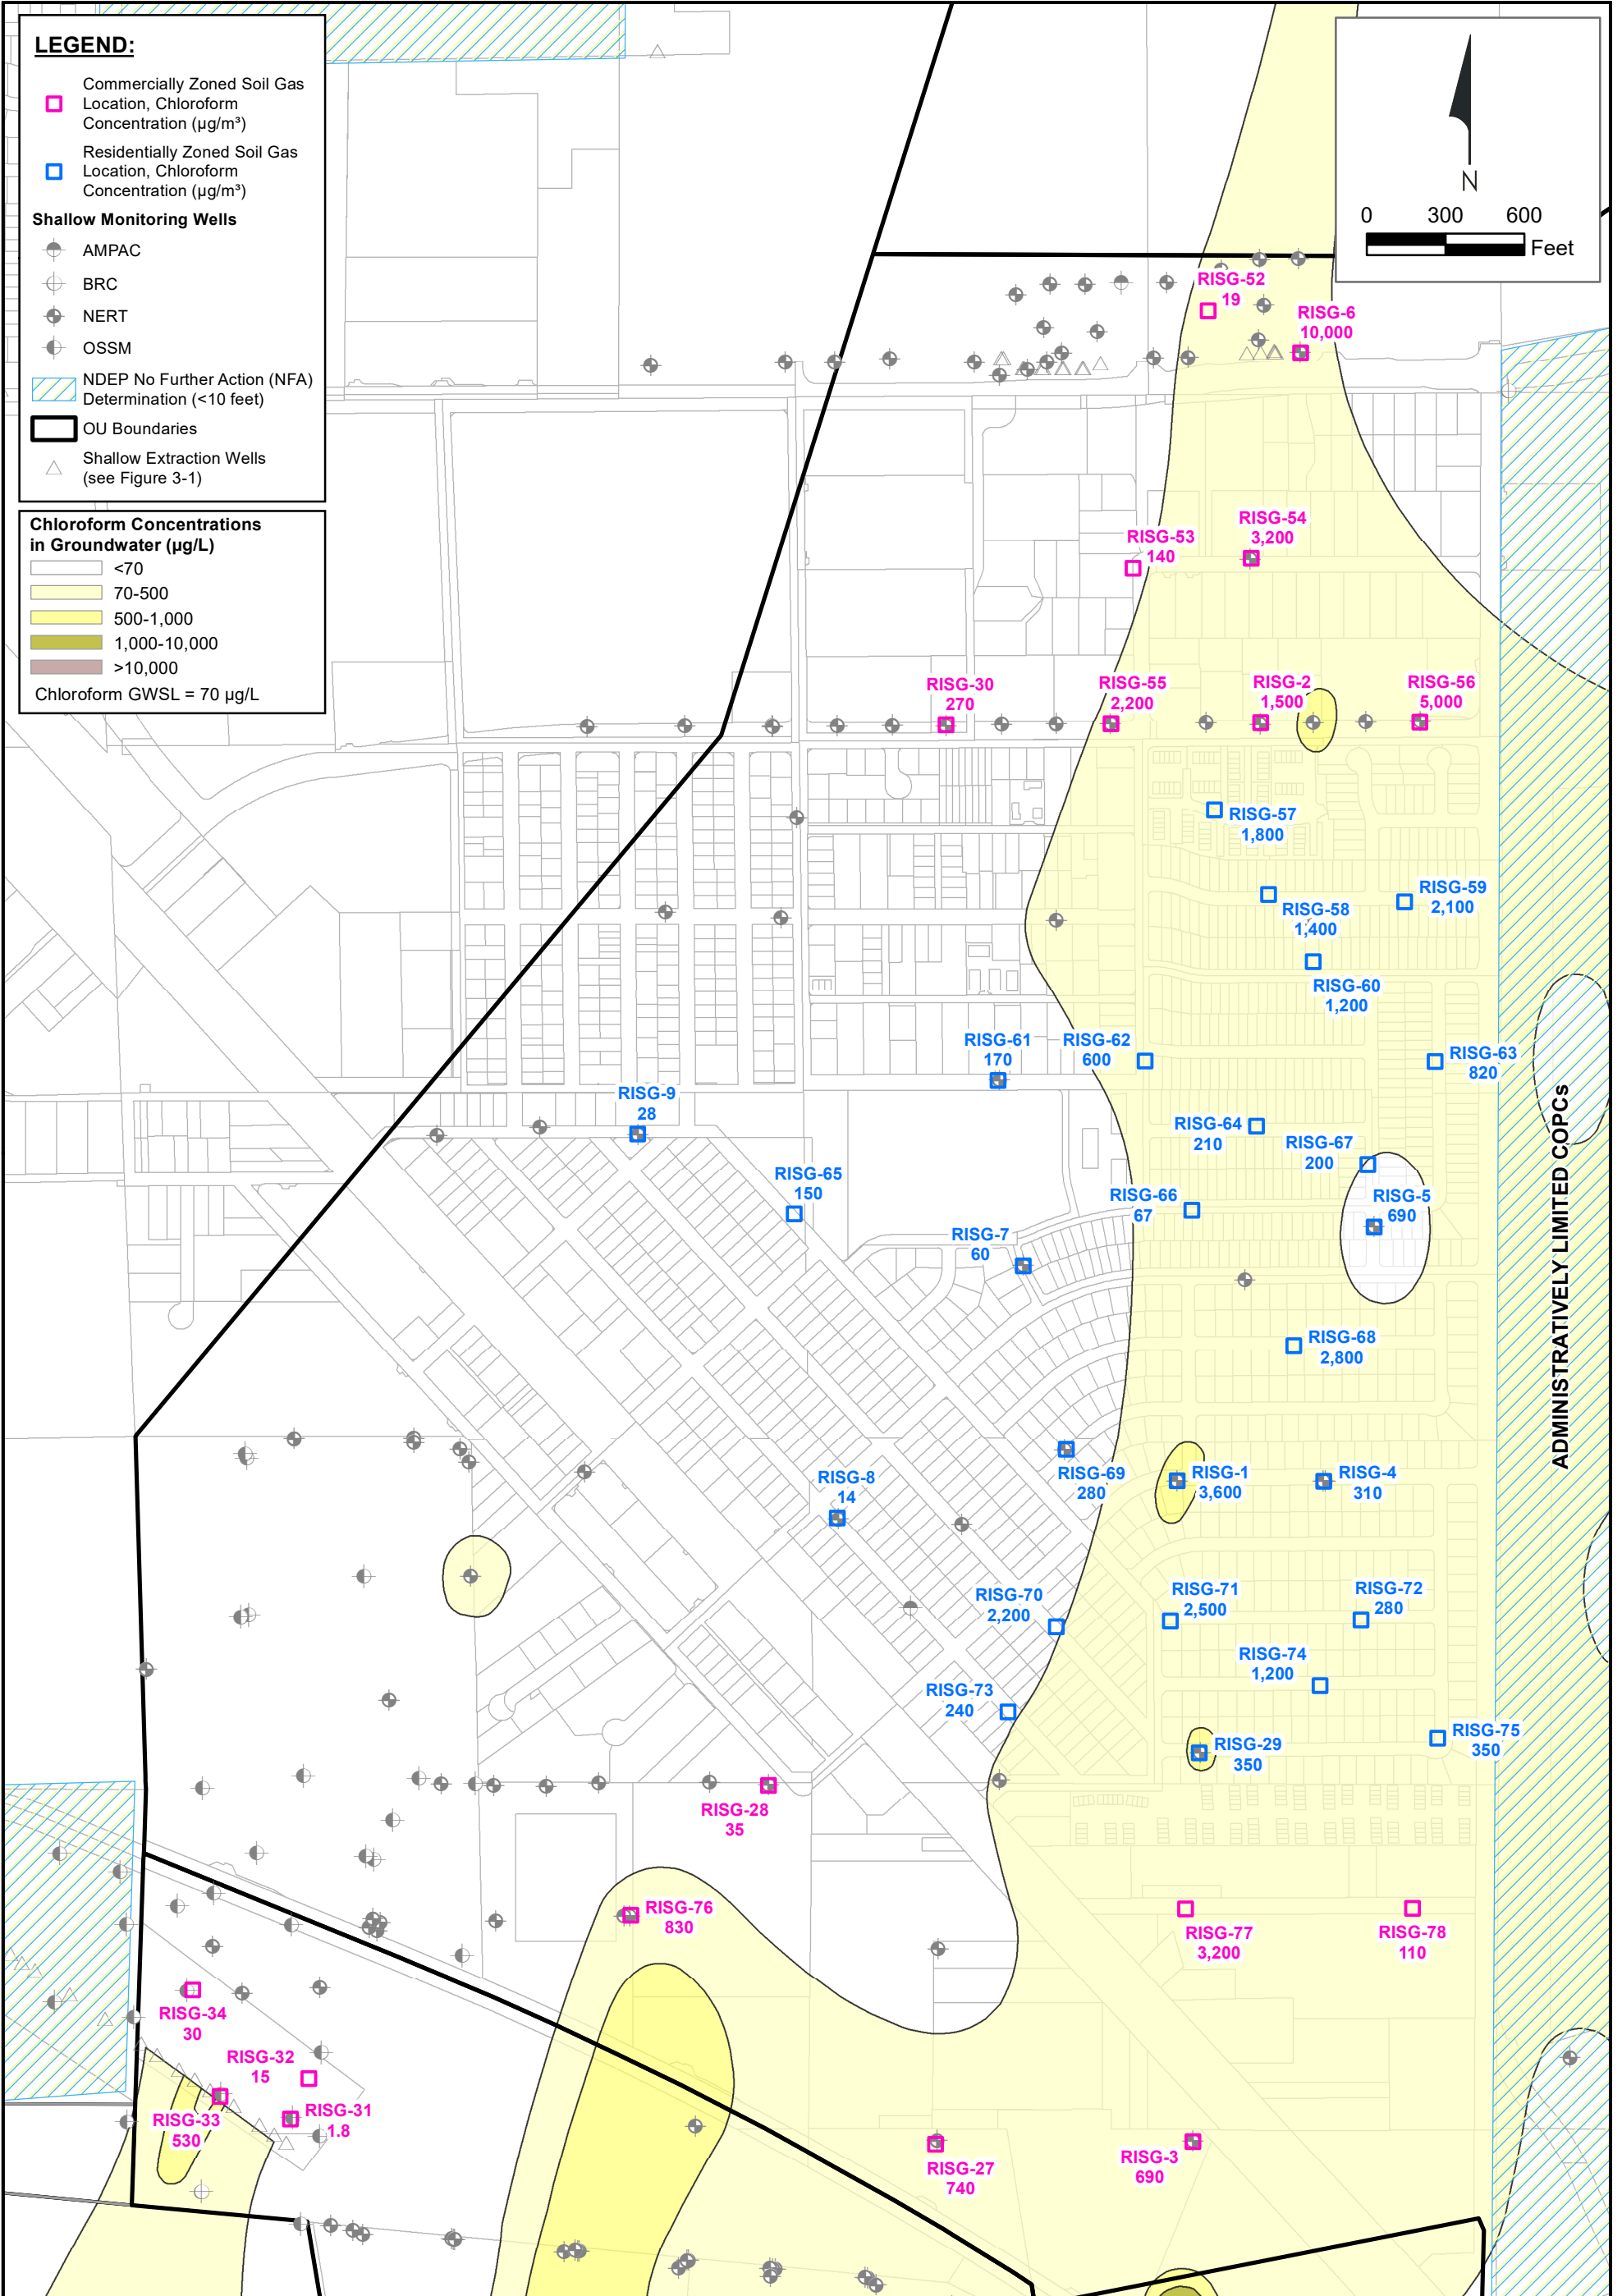 LEGEND:
Commercially Zoned Soil Gas
Location, Chloroform
Concentration (µg/m³)
Residentially Zoned Soil Gas
Location, Chloroform
Concentration (µg/m³)
Shallow Monitoring Wells
AMPAC
BRC
NERT
OSSM
NDEP No Further Action (NFA)
Determination (<10 feet)
OU Boundaries
Shallow Extraction Wells
(see Figure 3-1)
Chloroform Concentrations
in Groundwater (µg/L)
<70
70-500
500-1,000
1,000-10,000
>10,000
Chloroform GWSL = 70 µg/L
N
0 300 600
Feet
RISG-52
19
RISG-6
10,000
RISG-54
3,200
RISG-53
140
RISG-30
270
RISG-55
2,200
RISG-2
1,500
RISG-56
5,000
RISG-57
1,800
RISG-59
2,100
RISG-58
1,400
RISG-60
1,200
RISG-61
170
RISG-62
600
RISG-63
820
RISG-9
28
RISG-64
210
RISG-67
200
RISG-65
150
RISG-66
67
RISG-5
690
RISG-7
60
RISG-68
2,800
ADMINISTRATIVELY LIMITED COPCs
RISG-69
280
RISG-1
3,600
RISG-4
310
RISG-8
14
RISG-70
2,200
RISG-71
2,500
RISG-72
280
RISG-74
1,200
RISG-73
240
RISG-29
350
RISG-75
350
RISG-28
35
RISG-76
830
RISG-77
3,200
RISG-78
110
RISG-34
30
RISG-32
15
RISG-31
1.8
RISG-33
530
RISG-27
740
RISG-3
690